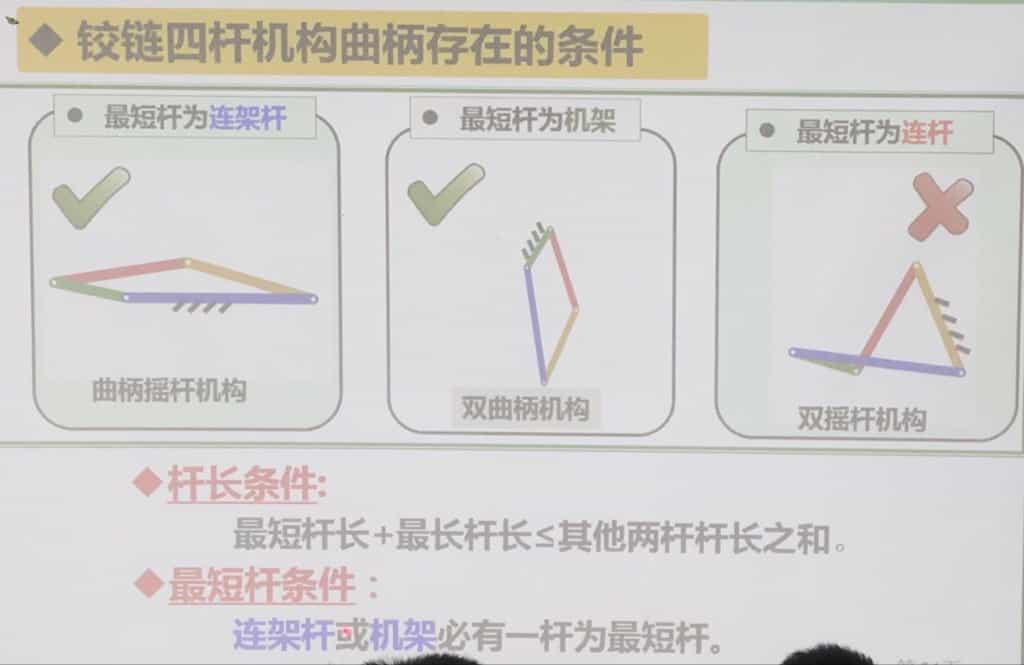 铰链四杆机构曲柄存在的条件
最短杆为连架杆
最短杆为机架
最短杆为连杆
曲柄摇杆机构
双曲柄机构
双摇杆机构
杆长条件:
最短杆长+最长杆长≤其他两杆杆长之和。
最短杆条件：
连架杆或机架必有一杆为最短杆。